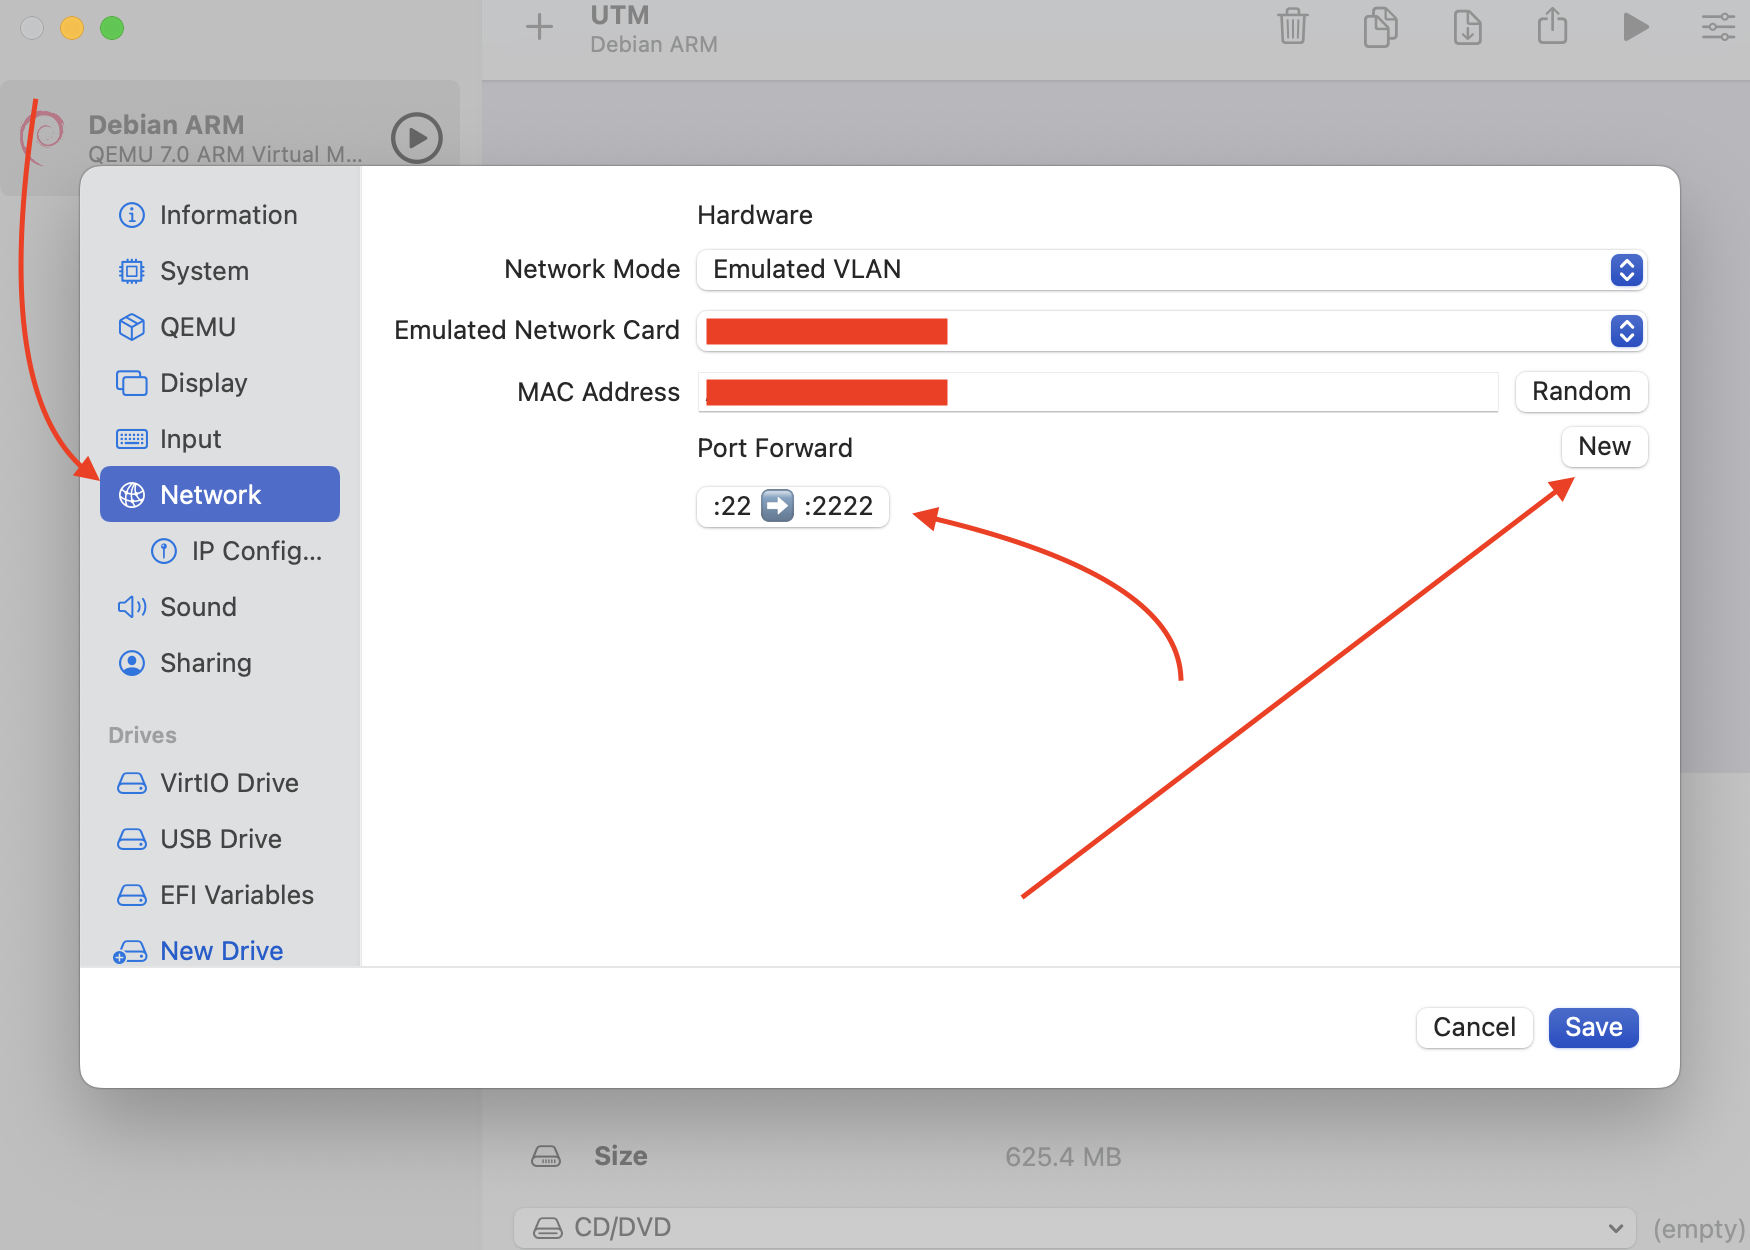 UTM
Debian ARM
Debian ARM
QEMU 7.0 ARM Virtual M...
Information
System
QEMU
Display
Input
Network
IP Config...
Sound
Sharing
Drives
VirtIO Drive
USB Drive
EFI Variables
New Drive
Hardware
Network Mode Emulated VLAN
Emulated Network Card
MAC Address Random
Port Forward New
:22 ➡️ :2222
Cancel Save
Size 625.4 MB
CD/DVD (empty)